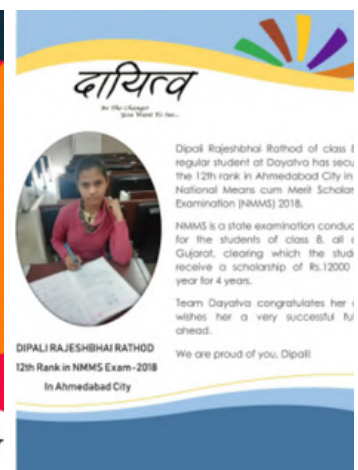 दायित्व
Be The Changer
You Want To See...
Dipali Rajeshbhai Rathod of class 8
regular student at Dayatva has secu
the 12th rank in Ahmedabad City in
National Means cum Merit Scholar
Examination (NMMS) 2018.
NMMS is a state examination conduc
for the students of class 8, all
Gujarat, clearing which the stude
receive a scholarship of Rs.12000
year for 4 years.
Team Dayatva congratulates her
wishes her a very successful fut
ahead.
We are proud of you, Dipali!
DIPALI RAJESHBHAI RATHOD
12th Rank in NMMS Exam-2018
In Ahmedabad City